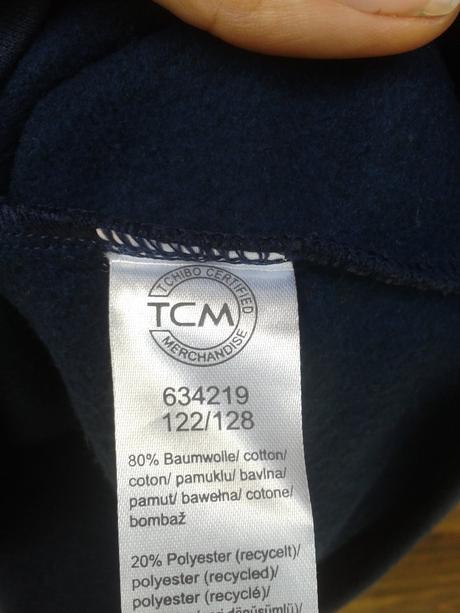 TCHIBO CERTIFIED
TCM
MERCHANDISE
634219
122/128
80% Baumwolle/ cotton/
coton/ pamuklu/ bavlna/
pamut/ bawełna/ cotone/
bombaž
20% Polyester (recycelt)/
polyester (recycled)/
polyester (recyclé)/